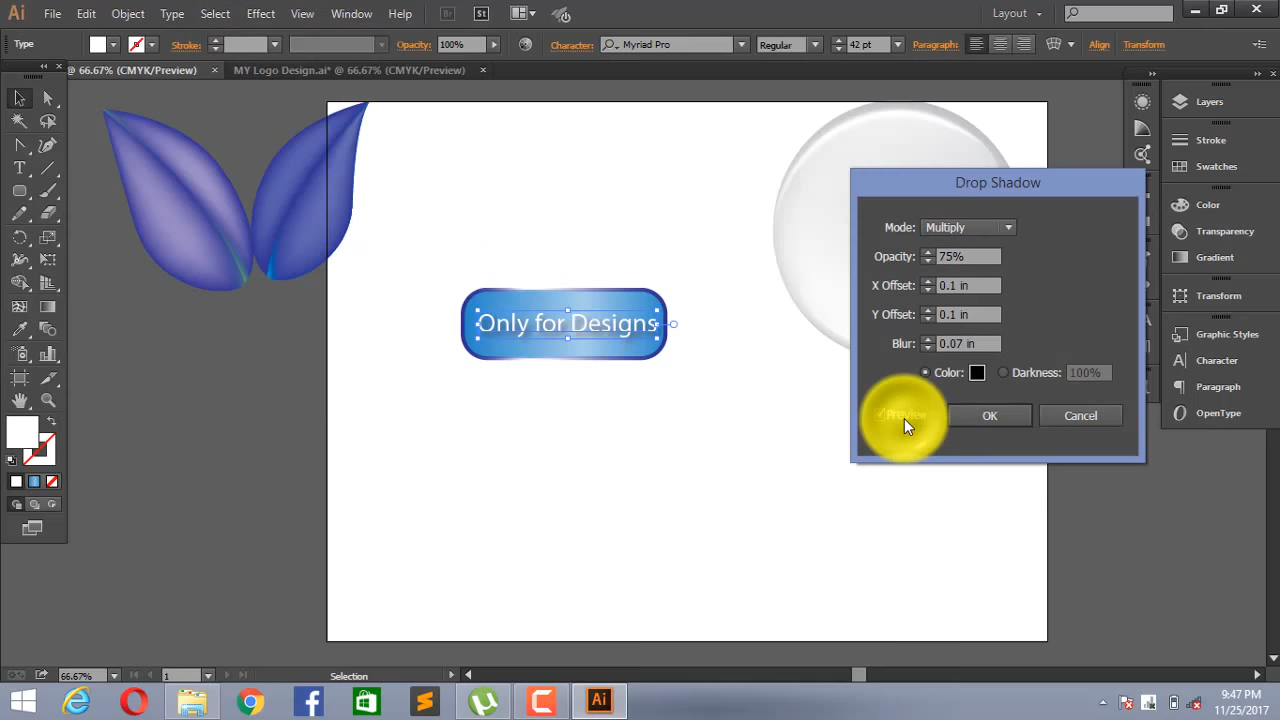 Ai File Edit Object Type Select Effect View Window Help Br St Layout
Type Stroke: Opacity: 100% Character: Myriad Pro Regular 42 pt Paragraph: Align Transform
@ 66.67% (CMYK/Preview) × MY Logo Design.ai* @ 66.67% (CMYK/Preview) ×
Layers
Stroke
Swatches
Color
Transparency
Gradient
Transform
Graphic Styles
Character
Paragraph
OpenType
Drop Shadow
Mode: Multiply
Opacity: 75%
X Offset: 0.1 in
Y Offset: 0.1 in
Blur: 0.07 in
Color: Darkness: 100%
Preview OK Cancel
Only for Designs
66.67% 1 Selection
Ai
9:47 PM
11/25/2017